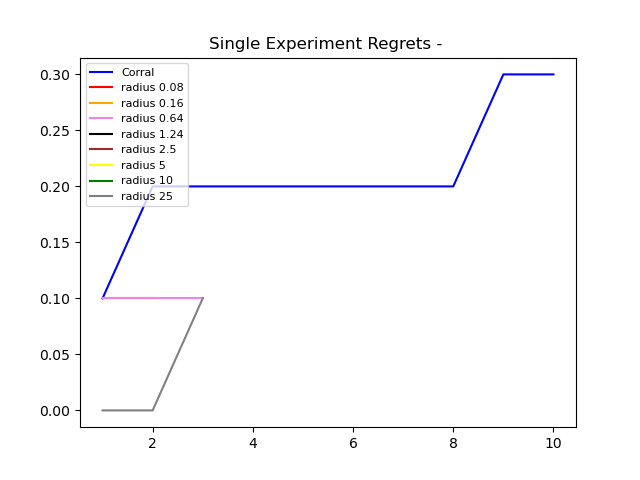 Single Experiment Regrets -
Corral
radius 0.08
radius 0.16
radius 0.64
radius 1.24
radius 2.5
radius 5
radius 10
radius 25
0.30
0.25
0.20
0.15
0.10
0.05
0.00
2 4 6 8 10